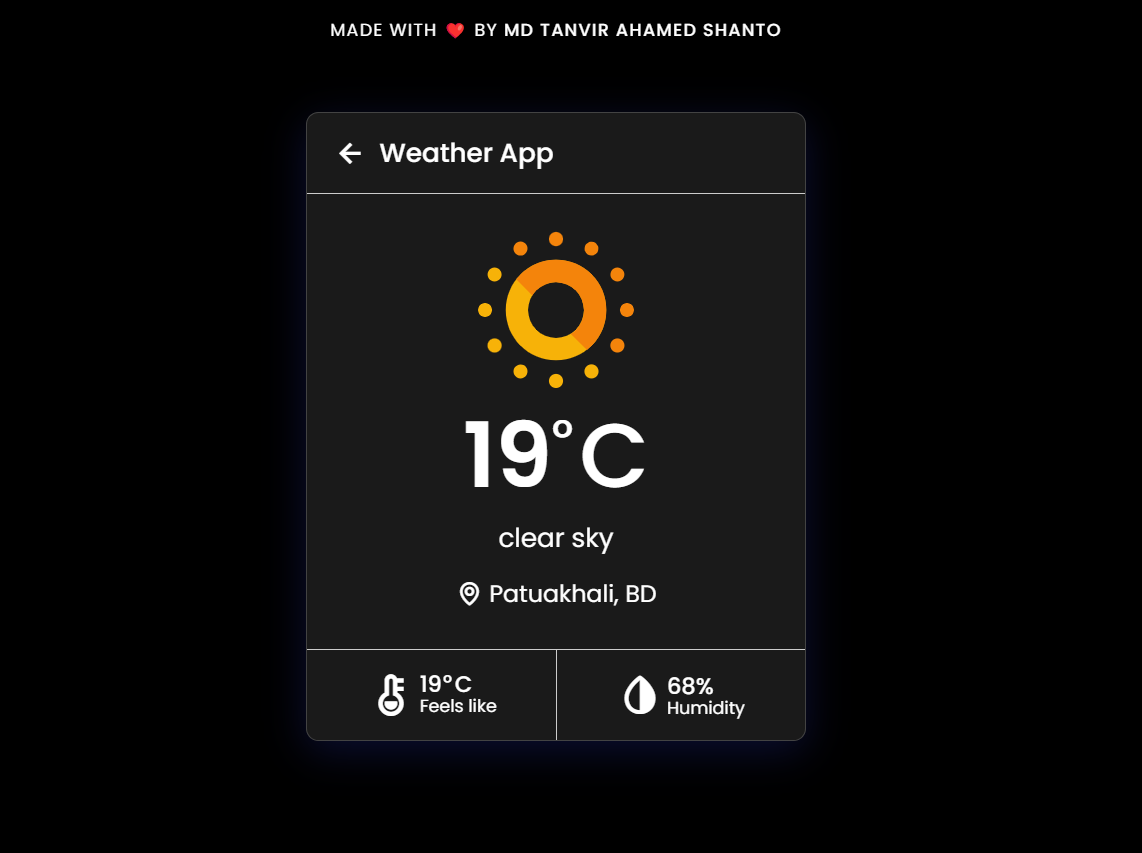 MADE WITH ❤️ BY MD TANVIR AHAMED SHANTO
Weather App
19°C
clear sky
Patuakhali, BD
19°C
Feels like
68%
Humidity